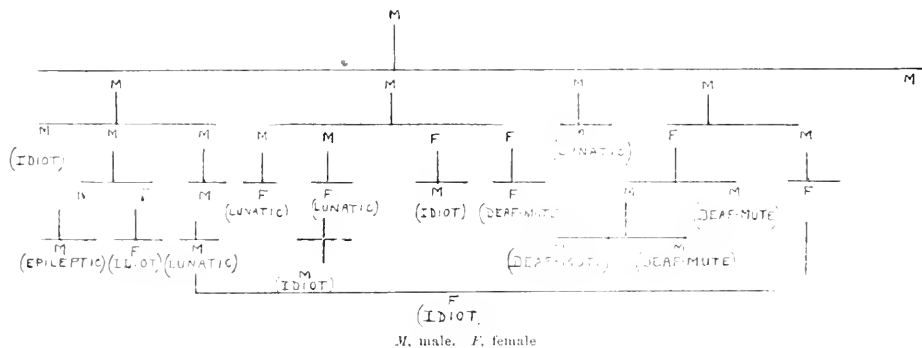 M
M M M M M
M M M M F F M F M
(IDIOT) (LUNATIC)
M F M F F M F M M F
(LUNATIC) (LUNATIC) (IDIOT) (DEAF-MUTE) (DEAF-MUTE)
M F M M M
(EPILEPTIC) (IDIOT) (LUNATIC) (DEAF-MUTE) (DEAF-MUTE)
M
(IDIOT)
F
(IDIOT)
M, male. F, female